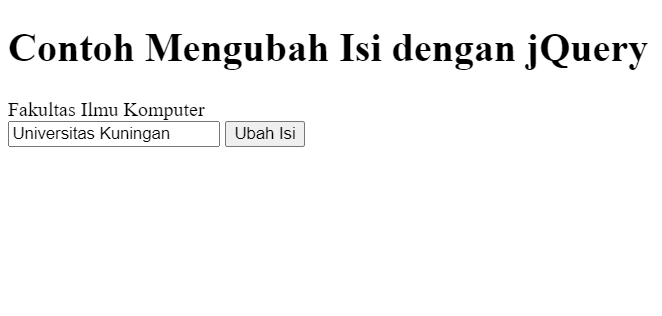 Contoh Mengubah Isi dengan jQuery
Fakultas Ilmu Komputer
Universitas Kuningan Ubah Isi